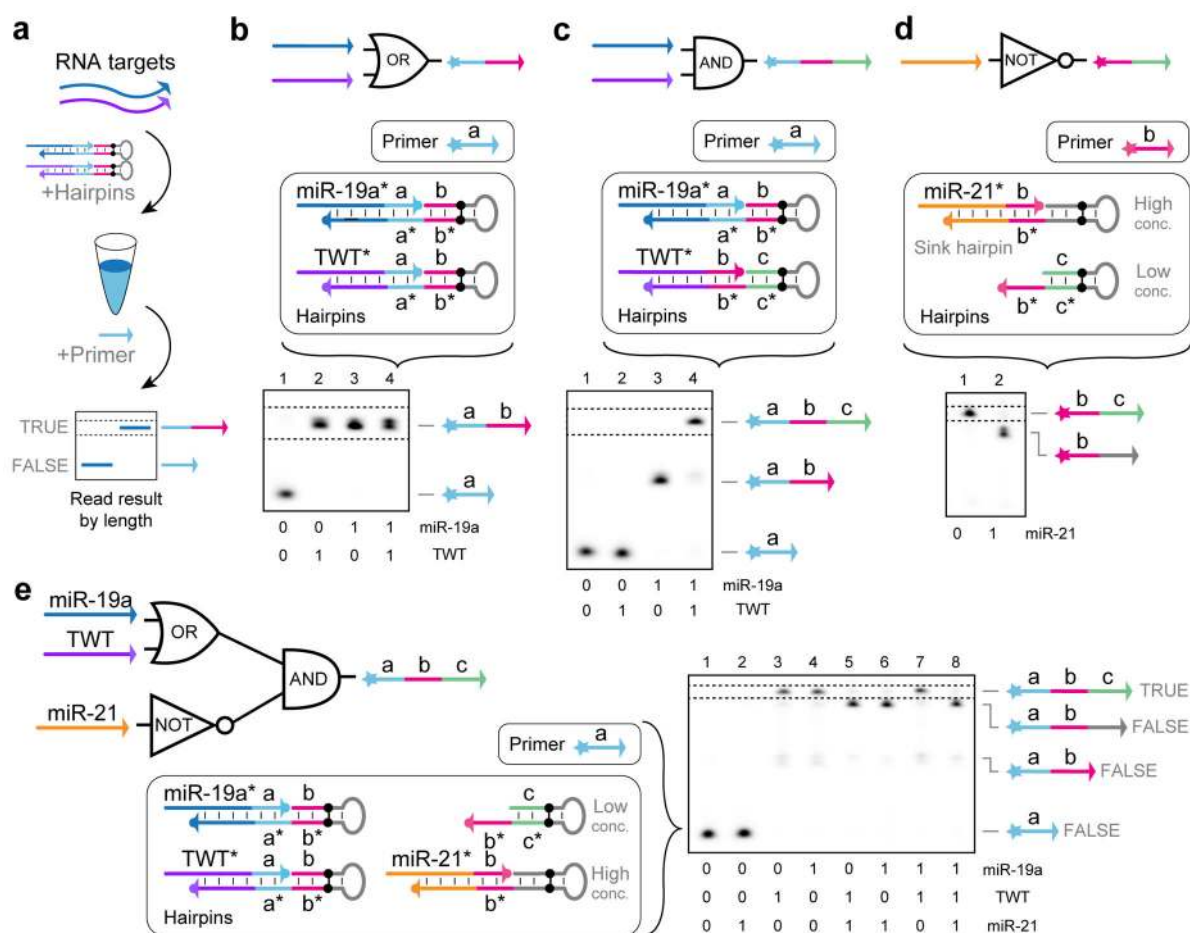 a
RNA targets
+Hairpins
+Primer
TRUE
FALSE
Read result
by length
b
OR
Primer a
miR-19a* a b
a* b*
TWT* a b
a* b*
Hairpins
1 2 3 4
a b
a
0 0 1 1 miR-19a
0 1 0 1 TWT
c
AND
Primer a
miR-19a* a b
a* b*
TWT* b c
b* c*
Hairpins
1 2 3 4
a b c
a b
a
0 0 1 1 miR-19a
0 1 0 1 TWT
d
NOT
Primer b
miR-21* b High
conc.
Sink hairpin b*
c Low
conc.
b* c*
Hairpins
1 2
b c
b
0 1 miR-21
e
miR-19a
OR
TWT
AND
a b c
miR-21
NOT
Primer a
miR-19a* a b
a* b*
c Low
conc.
b* c*
TWT* a b
a* b*
miR-21* b High
conc.
b*
Hairpins
1 2 3 4 5 6 7 8
a b c
TRUE
a b
FALSE
a b
FALSE
a
FALSE
0 0 0 1 0 1 1 1 miR-19a
0 0 1 0 1 0 1 1 TWT
0 1 0 0 1 1 0 1 miR-21